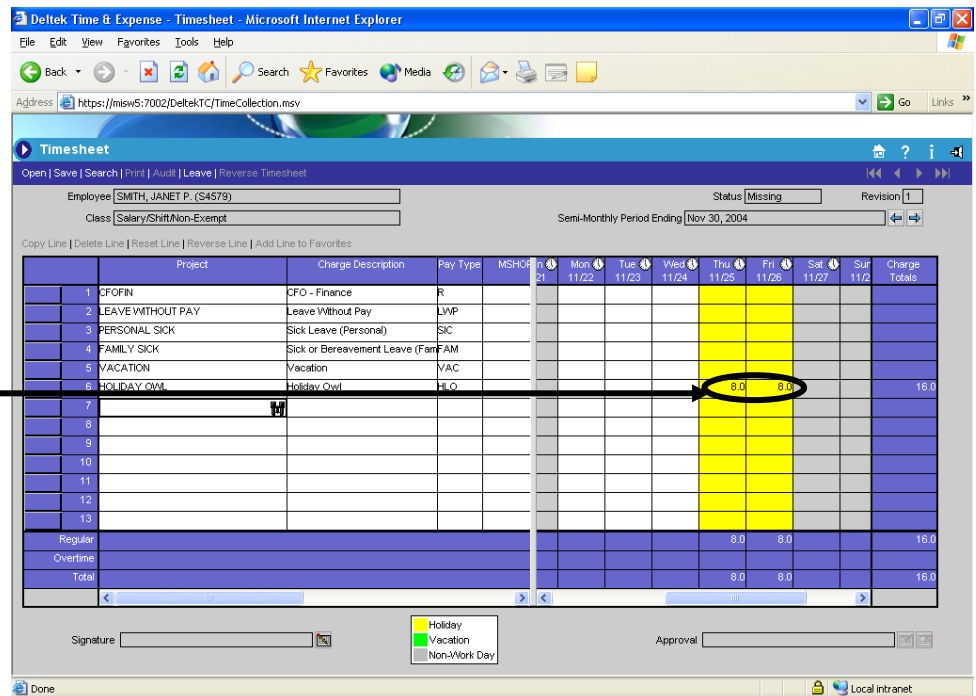 Deltek Time & Expense - Timesheet - Microsoft Internet Explorer
File Edit View Favorites Tools Help
Back Search Favorites Media
Address https://misw5:7002/DeltekTC/TimeCollection.msv Go Links »
Timesheet
Open | Save | Search | Print | Audit | Leave | Reverse Timesheet
Employee SMITH, JANET P. (S4579) Status Missing Revision 1
Class Salary/Shift/Non-Exempt Semi-Monthly Period Ending Nov 30, 2004
Copy Line | Delete Line | Reset Line | Reverse Line | Add Line to Favorites
Project Charge Description Pay Type MSHOP n Mon Tue Wed Thu Fri Sat Sun Charge
21 11/22 11/23 11/24 11/25 11/26 11/27 11/2 Totals
1 CFOFIN CFO - Finance R
2 LEAVE WITHOUT PAY Leave Without Pay LWP
3 PERSONAL SICK Sick Leave (Personal) SIC
4 FAMILY SICK Sick or Bereavement Leave (Fam FAM
5 VACATION Vacation VAC
6 HOLIDAY OWL Holiday Owl HLO 8.0 8.0 16.0
7
8
9
10
11
12
13
Regular 8.0 8.0 16.0
Overtime
Total 8.0 8.0 16.0
Holiday
Signature Vacation Approval
Non-Work Day
Done Local intranet